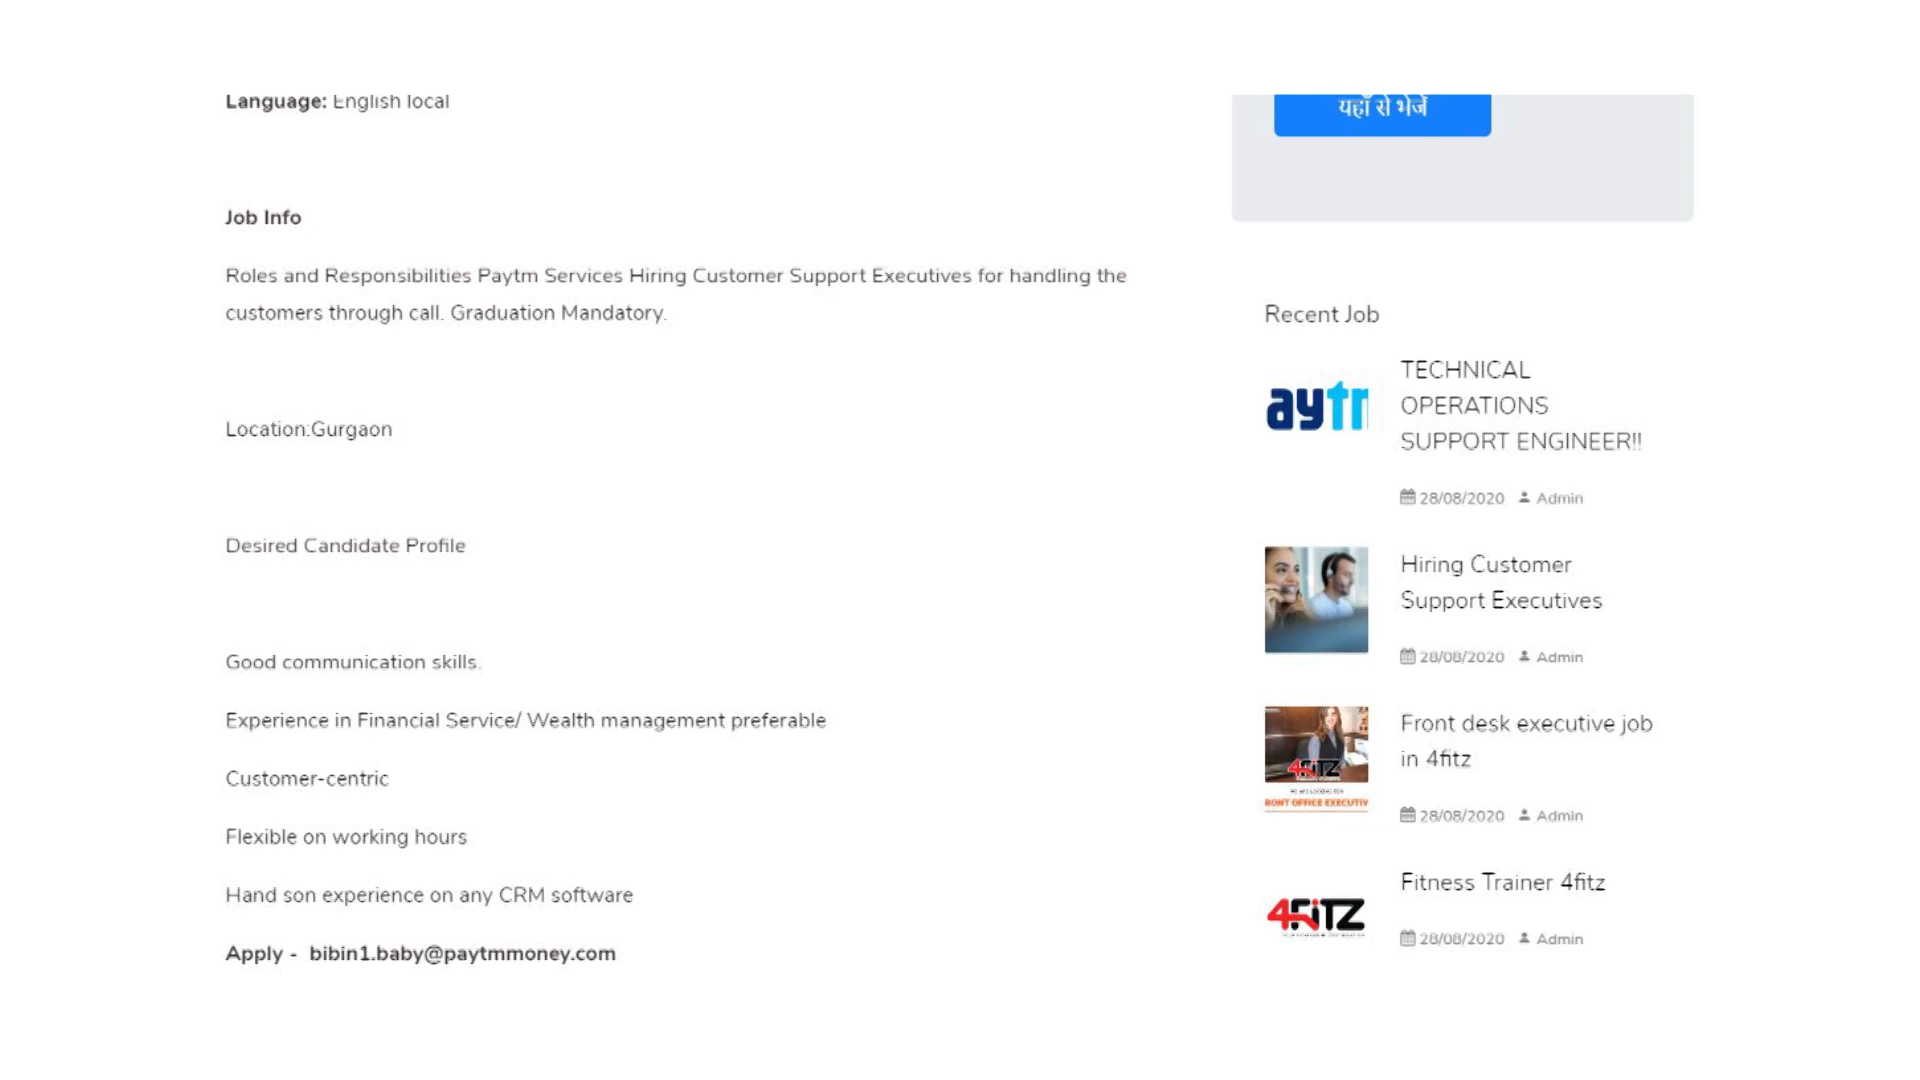 Language: English local
Job Info
Roles and Responsibilities Paytm Services Hiring Customer Support Executives for handling the
customers through call. Graduation Mandatory.
Location:Gurgaon
Desired Candidate Profile
Good communication skills.
Experience in Financial Service/ Wealth management preferable
Customer-centric
Flexible on working hours
Hand son experience on any CRM software
Apply - bibin1.baby@paytmmoney.com
यहाँ से भेजें
Recent Job
aytr
TECHNICAL
OPERATIONS
SUPPORT ENGINEER!!
28/08/2020 Admin
Hiring Customer
Support Executives
28/08/2020 Admin
4FiTZ
RONT OFFICE EXECUTIV
Front desk executive job
in 4fitz
28/08/2020 Admin
4FiTZ
Fitness Trainer 4fitz
28/08/2020 Admin